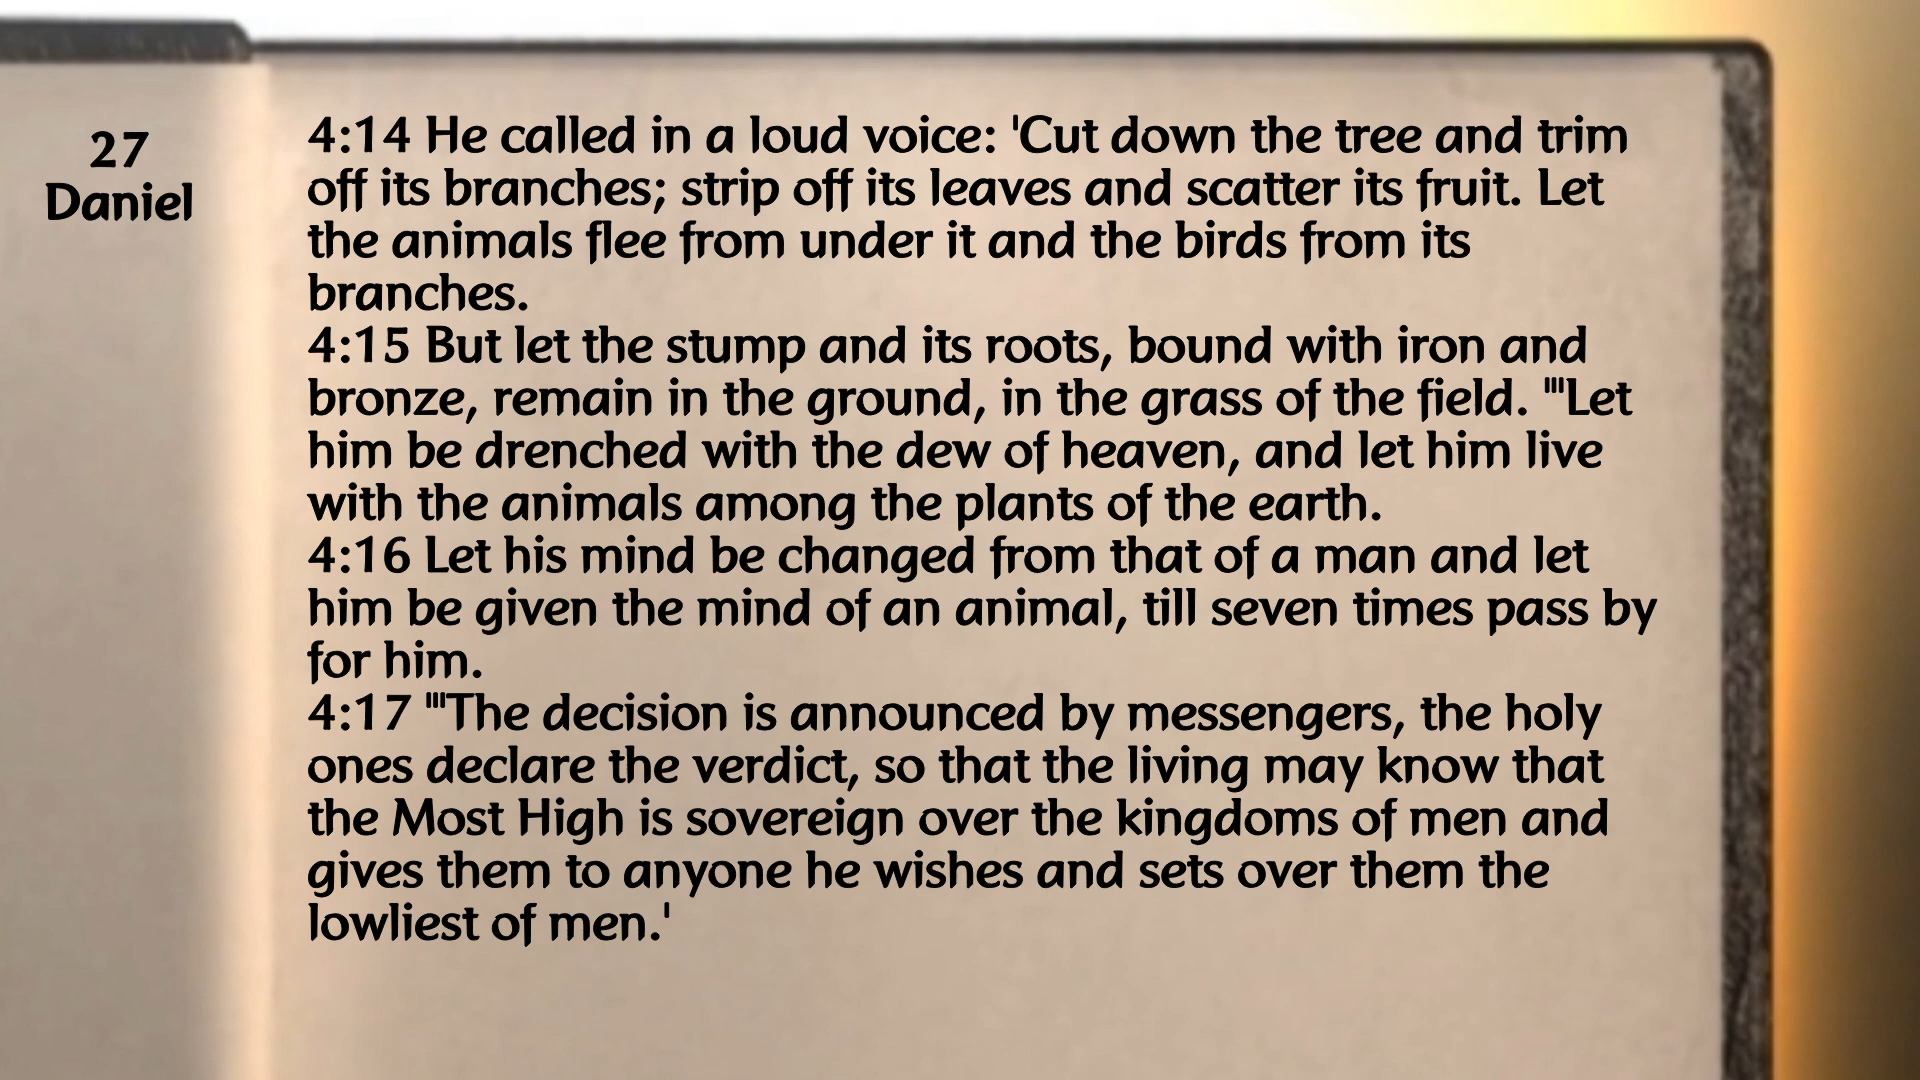 27
Daniel
4:14 He called in a loud voice: 'Cut down the tree and trim
off its branches; strip off its leaves and scatter its fruit. Let
the animals flee from under it and the birds from its
branches.
4:15 But let the stump and its roots, bound with iron and
bronze, remain in the ground, in the grass of the field. "'Let
him be drenched with the dew of heaven, and let him live
with the animals among the plants of the earth.
4:16 Let his mind be changed from that of a man and let
him be given the mind of an animal, till seven times pass by
for him.
4:17 "'The decision is announced by messengers, the holy
ones declare the verdict, so that the living may know that
the Most High is sovereign over the kingdoms of men and
gives them to anyone he wishes and sets over them the
lowliest of men.'